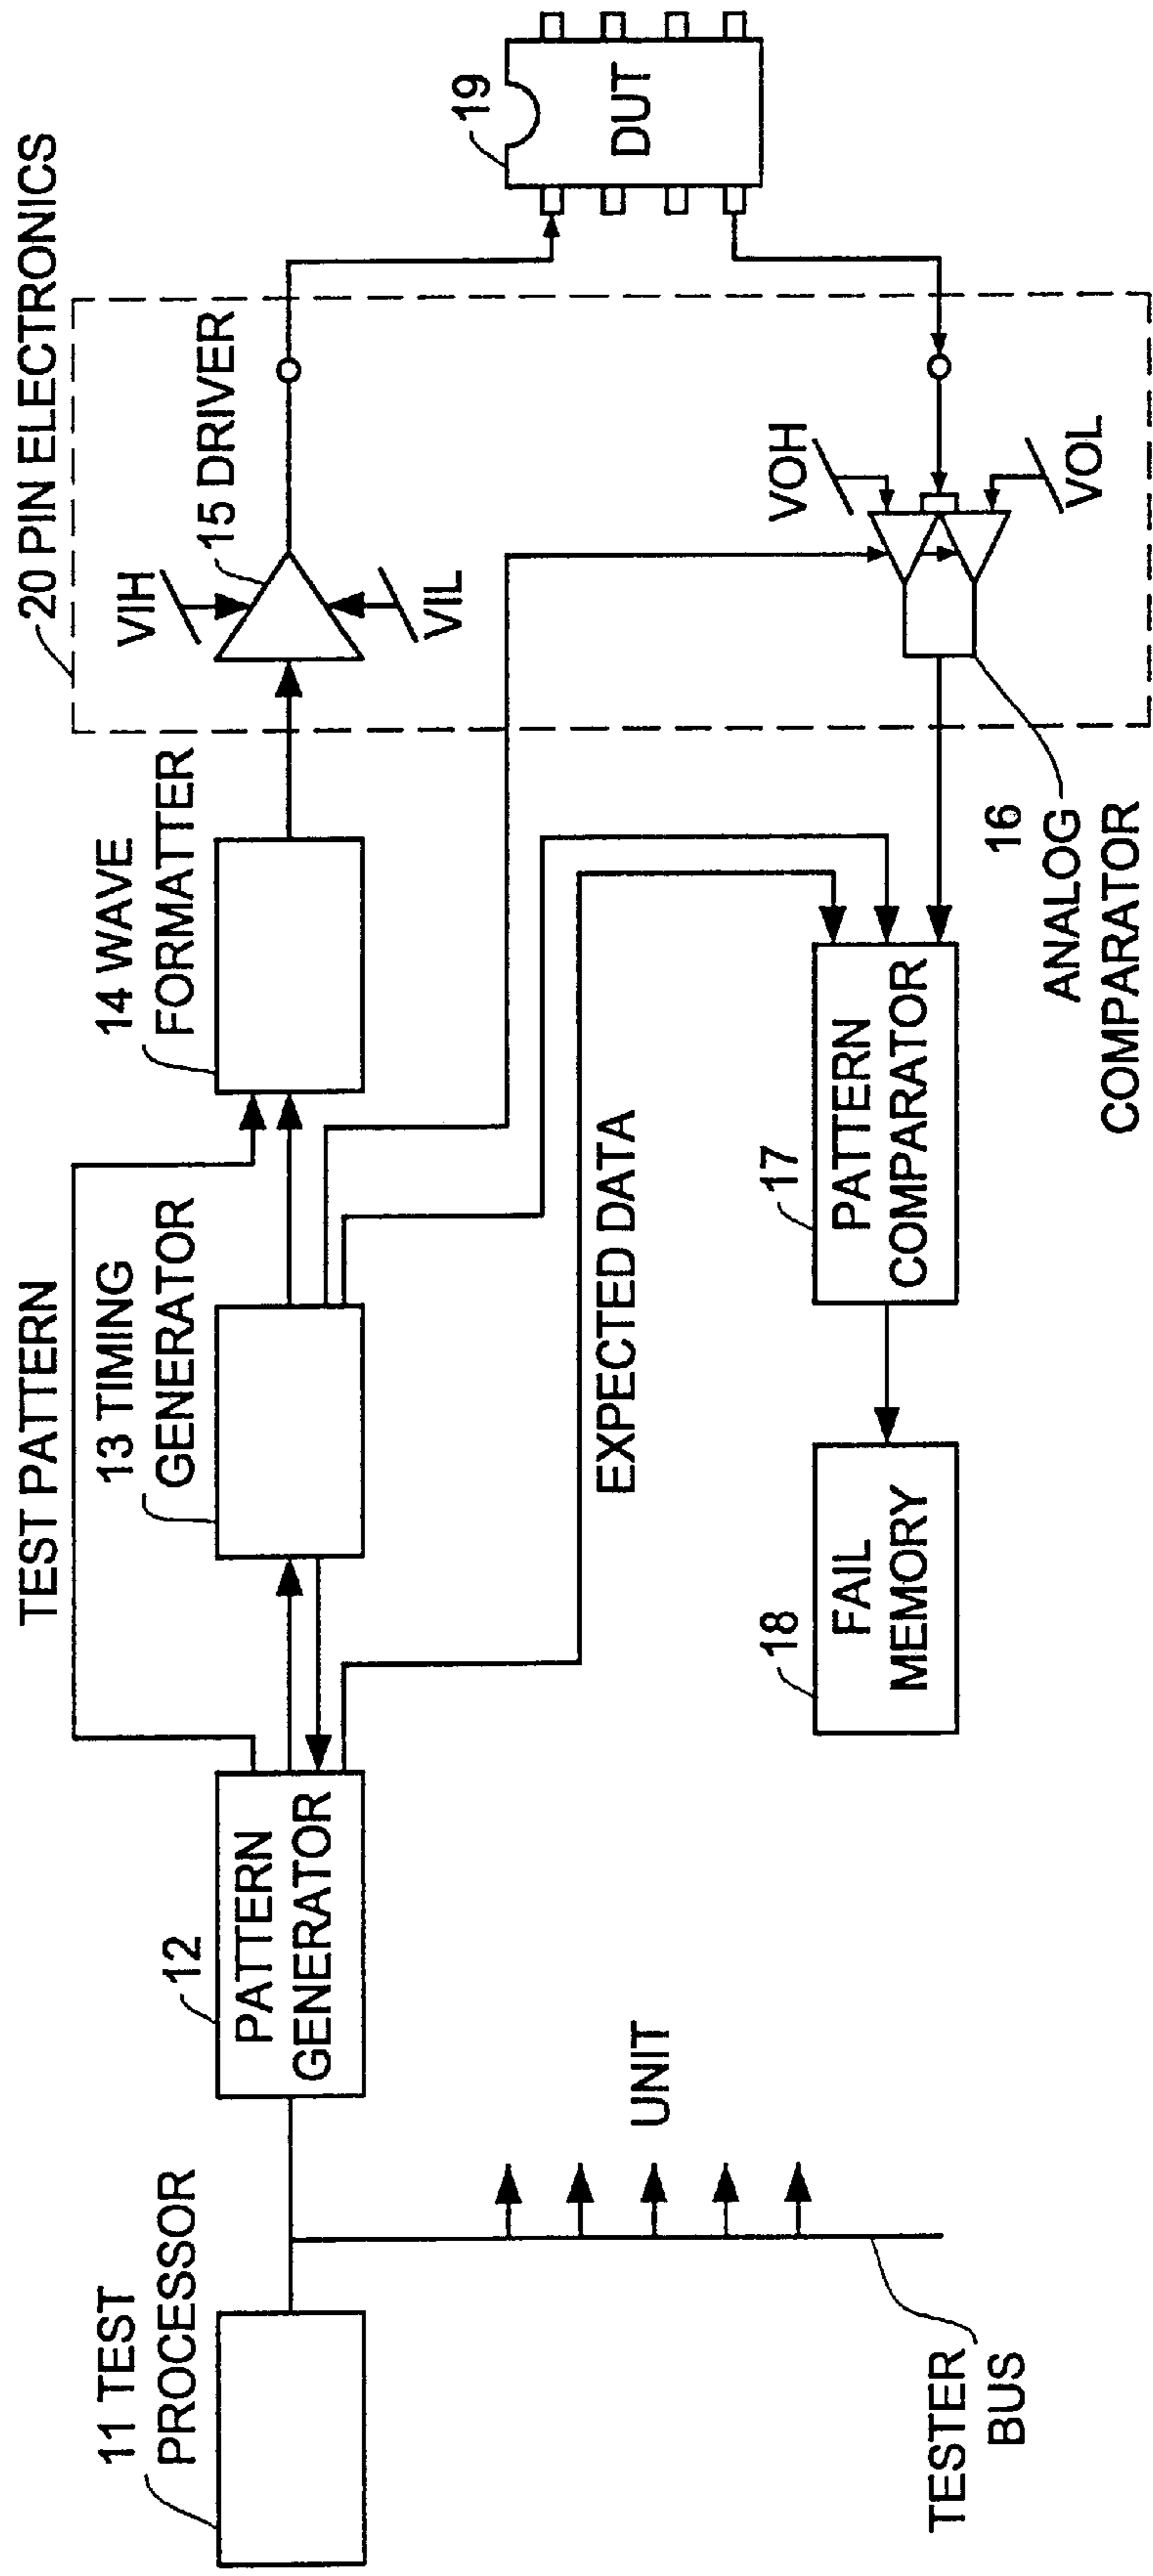 11 TEST
PROCESSOR
TESTER
BUS
UNIT
12
PATTERN
GENERATOR
TEST PATTERN
13 TIMING
GENERATOR
EXPECTED DATA
14 WAVE
FORMATTER
18
FAIL
MEMORY
17
PATTERN
COMPARATOR
16
ANALOG
COMPARATOR
20 PIN ELECTRONICS
VIH
15 DRIVER
VIL
VOH
VOL
19
DUT